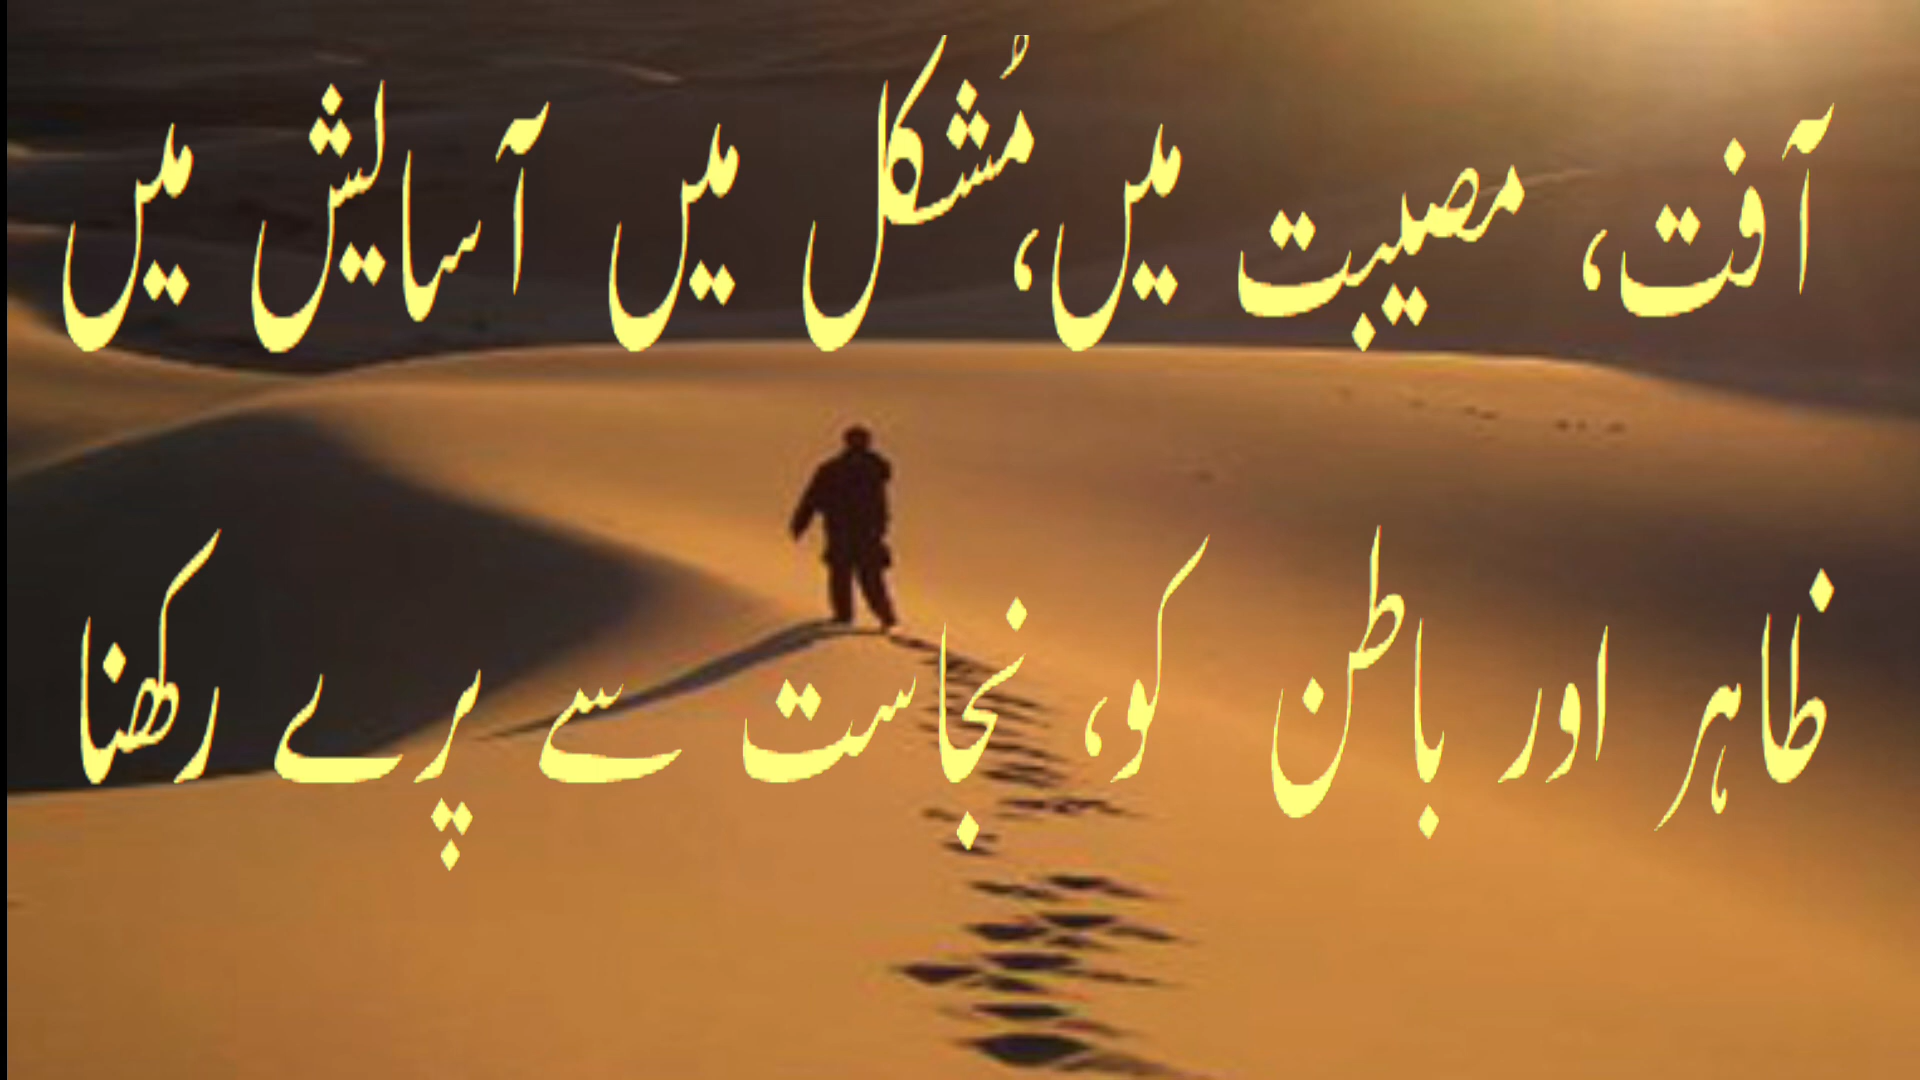 آفت، مصیبت میں، مُشکل میں آسایش میں
ظاہر اور باطن کو، نجاست سے پرے رکھنا